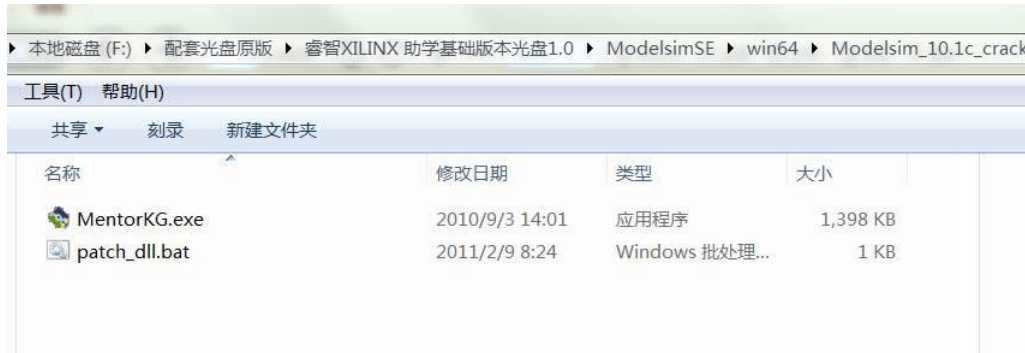 本地磁盘 (F:) ▸ 配套光盘原版 ▸ 睿智XILINX 助学基础版本光盘1.0 ▸ ModelsimSE ▸ win64 ▸ Modelsim_10.1c_crack
工具(T) 帮助(H)
共享 刻录 新建文件夹
名称 修改日期 类型 大小
MentorKG.exe 2010/9/3 14:01 应用程序 1,398 KB
patch_dll.bat 2011/2/9 8:24 Windows 批处理... 1 KB